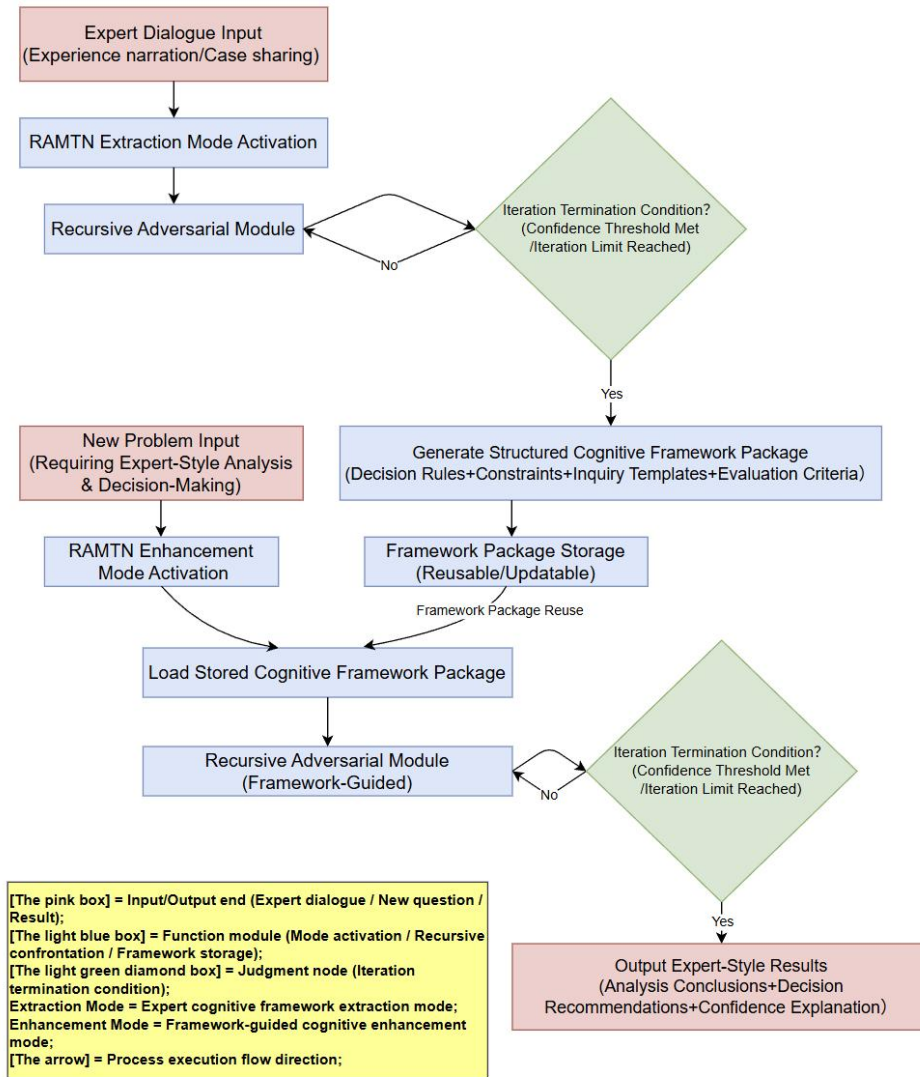 Expert Dialogue Input
(Experience narration/Case sharing)
RAMTN Extraction Mode Activation
Recursive Adversarial Module
No
Iteration Termination Condition?
(Confidence Threshold Met
/Iteration Limit Reached)
Yes
New Problem Input
(Requiring Expert-Style Analysis
& Decision-Making)
Generate Structured Cognitive Framework Package
(Decision Rules+Constraints+Inquiry Templates+Evaluation Criteria)
RAMTN Enhancement
Mode Activation
Framework Package Storage
(Reusable/Updatable)
Framework Package Reuse
Load Stored Cognitive Framework Package
Recursive Adversarial Module
(Framework-Guided)
No
Iteration Termination Condition?
(Confidence Threshold Met
/Iteration Limit Reached)
Yes
[The pink box] = Input/Output end (Expert dialogue / New question /
Result);
[The light blue box] = Function module (Mode activation / Recursive
confrontation / Framework storage);
[The light green diamond box] = Judgment node (Iteration
termination condition);
Extraction Mode = Expert cognitive framework extraction mode;
Enhancement Mode = Framework-guided cognitive enhancement
mode;
[The arrow] = Process execution flow direction;
Output Expert-Style Results
(Analysis Conclusions+Decision
Recommendations+Confidence Explanation)